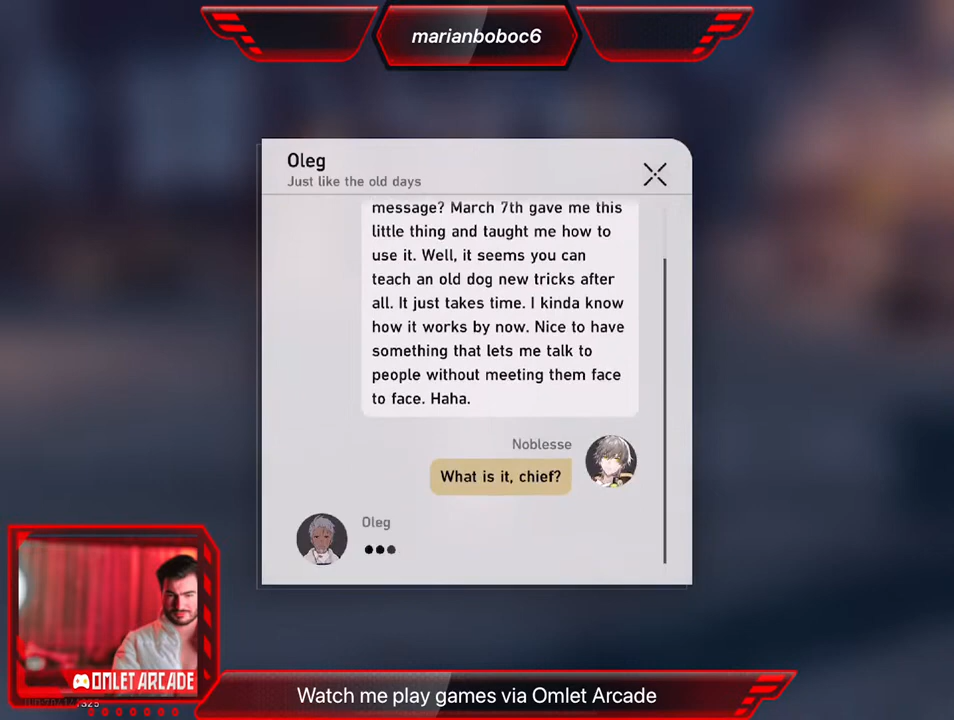 marianboboc6
Oleg
Just like the old days
message? March 7th gave me this
little thing and taught me how to
use it. Well, it seems you can
teach an old dog new tricks after
all. It just takes time. I kinda know
how it works by now. Nice to have
something that lets me talk to
people without meeting them face
to face. Haha.
Noblesse
What is it, chief?
Oleg
OMLET ARCADE
Watch me play games via Omlet Arcade